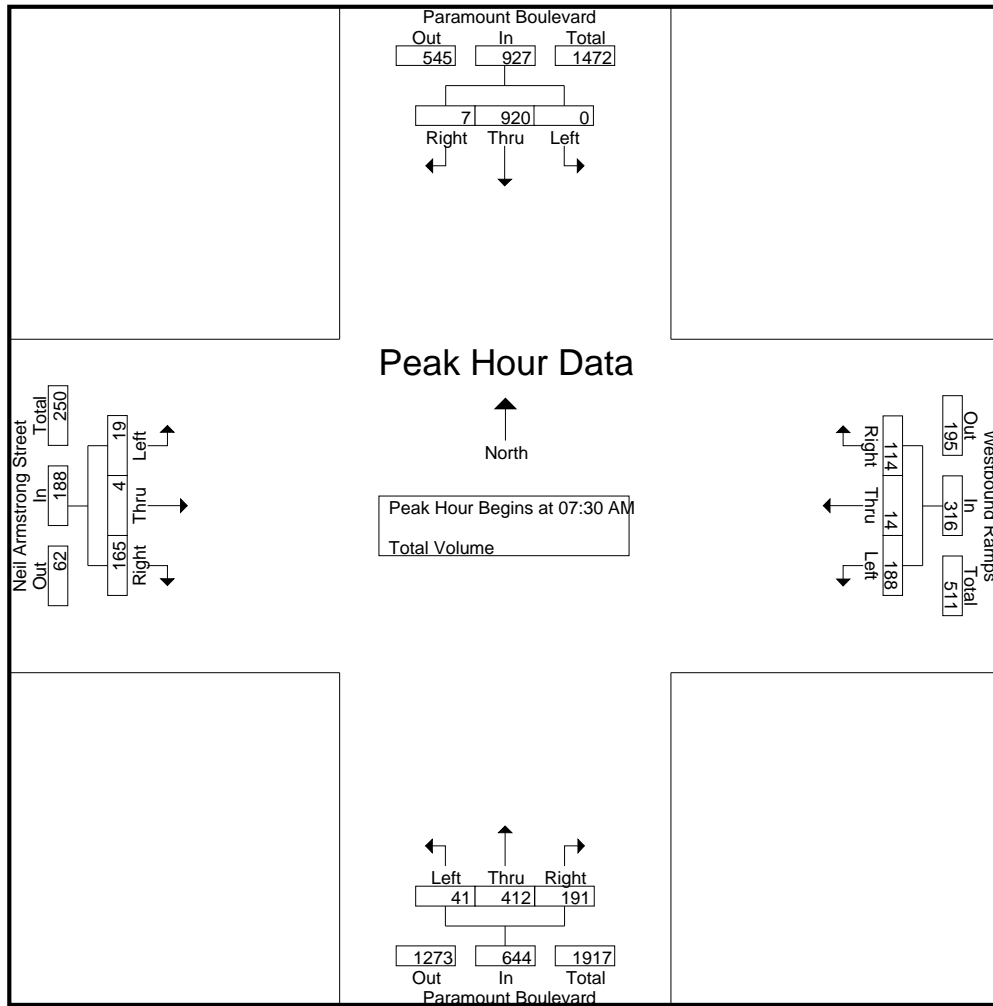 Paramount Boulevard
Out In Total
545 927 1472
7 920 0
Right Thru Left
Peak Hour Data
North
Peak Hour Begins at 07:30 AM
Total Volume
Neil Armstrong Street
Out In Total
62 188 250
165 4 19
Right Thru Left
Westbound Ramps
Out In Total
195 316 511
114 14 188
Right Thru Left
Left Thru Right
41 412 191
1273 644 1917
Out In Total
Paramount Boulevard